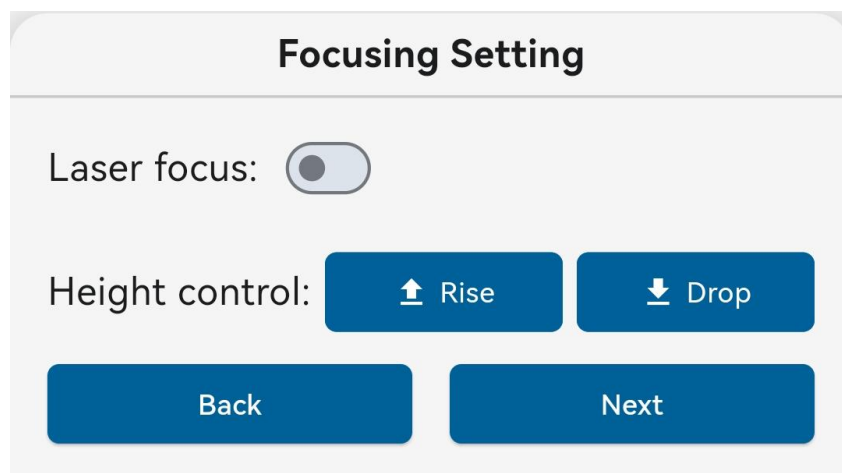 Focusing Setting
Laser focus:
Height control: Rise Drop
Back Next